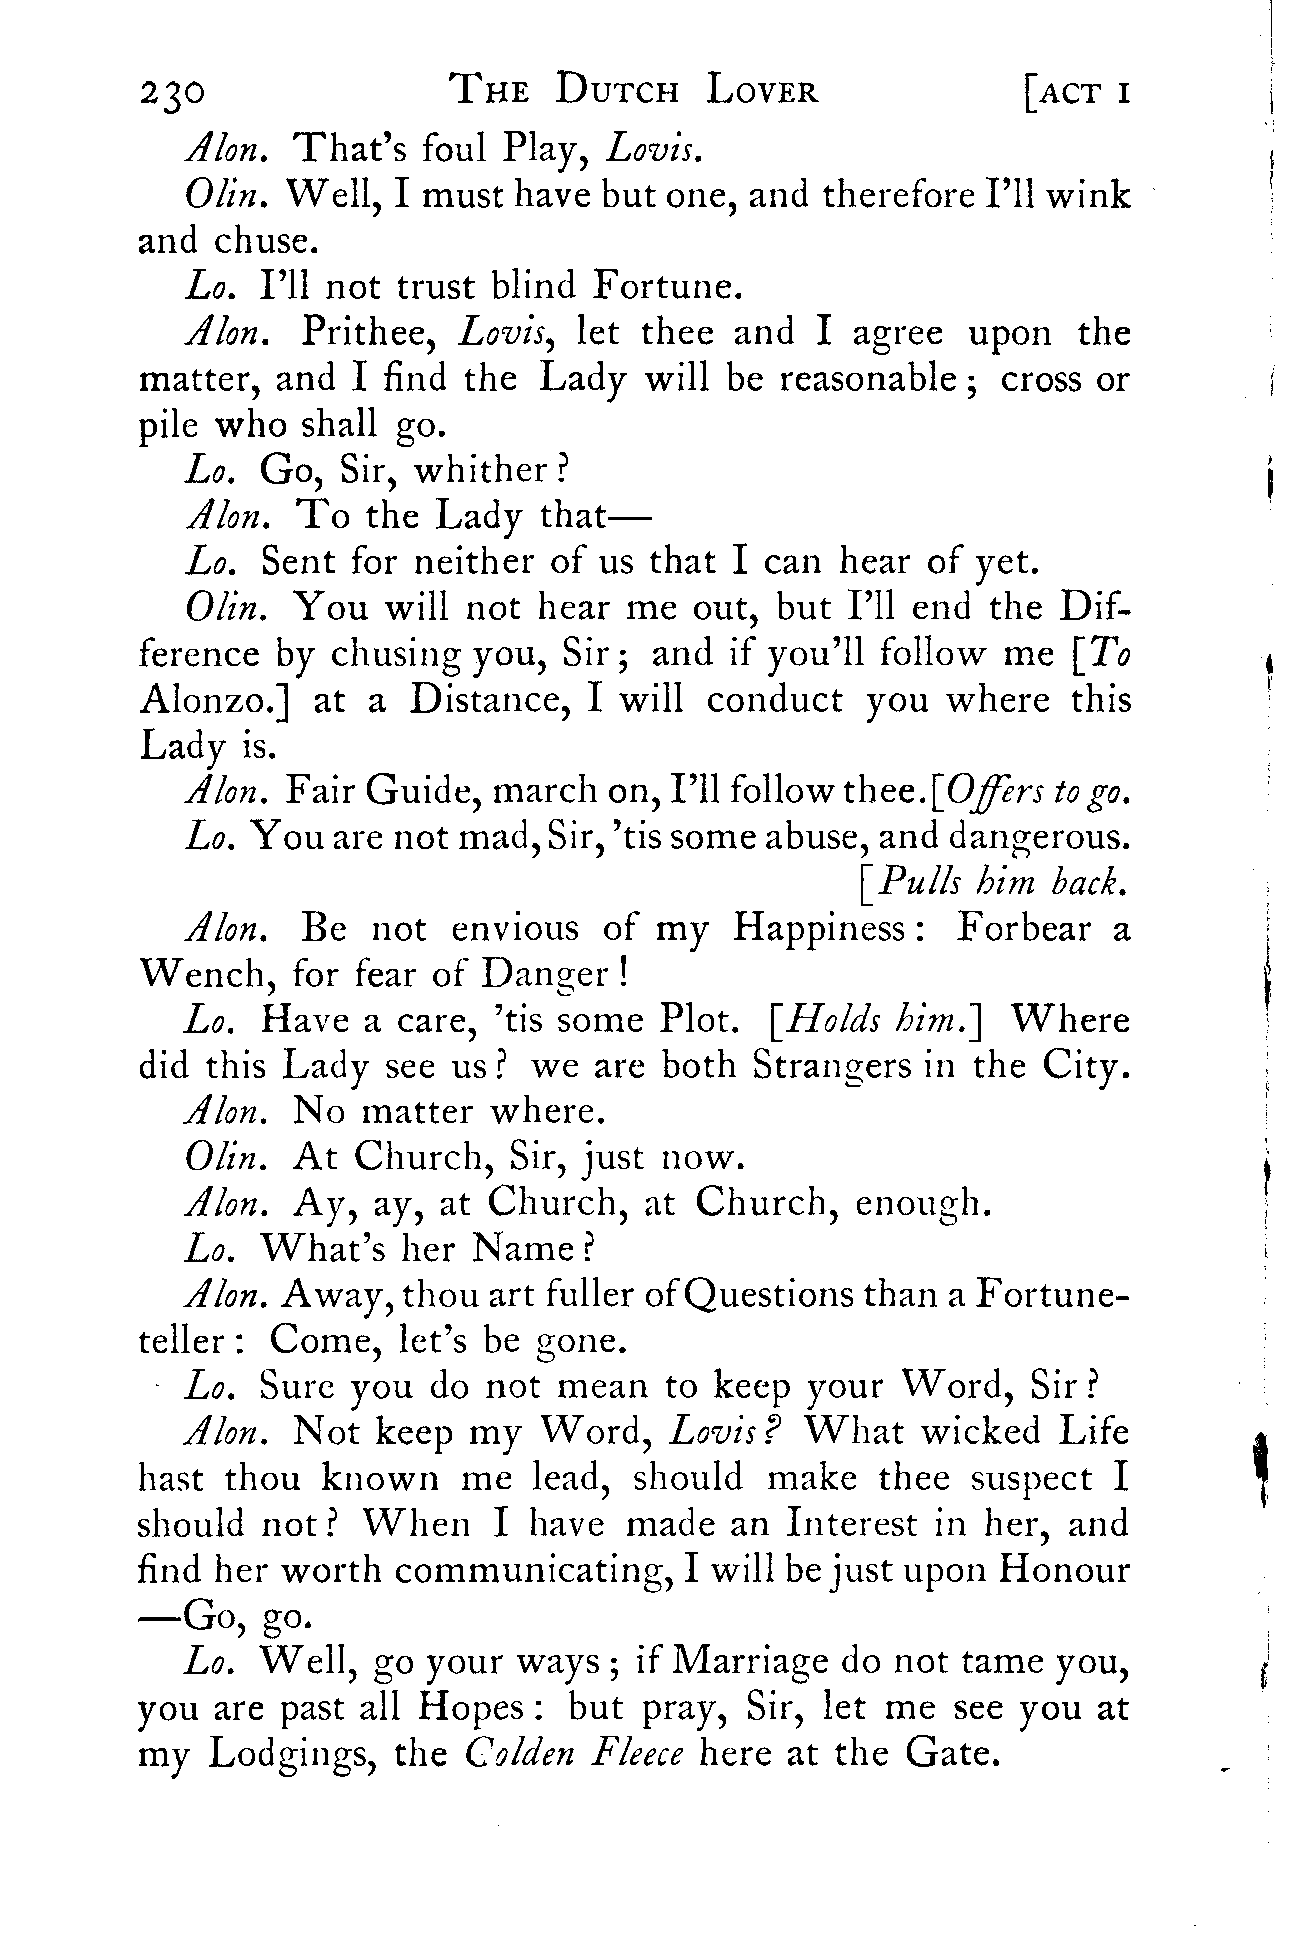 230 THE DUTCH LOVER [ACT I
Alon. That's foul Play, Lovis.
Olin. Well, I must have but one, and therefore I'll wink
and chuse.
Lo. I'll not trust blind Fortune.
Alon. Prithee, Lovis, let thee and I agree upon the
matter, and I find the Lady will be reasonable; cross or
pile who shall go.
Lo. Go, Sir, whither?
Alon. To the Lady that—
Lo. Sent for neither of us that I can hear of yet.
Olin. You will not hear me out, but I'll end the Dif-
ference by chusing you, Sir; and if you'll follow me [To
Alonzo.] at a Distance, I will conduct you where this
Lady is.
Alon. Fair Guide, march on, I'll follow thee.[Offers to go.
Lo. You are not mad, Sir, 'tis some abuse, and dangerous.
[Pulls him back.
Alon. Be not envious of my Happiness: Forbear a
Wench, for fear of Danger!
Lo. Have a care, 'tis some Plot. [Holds him.] Where
did this Lady see us? we are both Strangers in the City.
Alon. No matter where.
Olin. At Church, Sir, just now.
Alon. Ay, ay, at Church, at Church, enough.
Lo. What's her Name?
Alon. Away, thou art fuller of Questions than a Fortune-
teller: Come, let's be gone.
Lo. Sure you do not mean to keep your Word, Sir?
Alon. Not keep my Word, Lovis? What wicked Life
hast thou known me lead, should make thee suspect I
should not? When I have made an Interest in her, and
find her worth communicating, I will be just upon Honour
—Go, go.
Lo. Well, go your ways; if Marriage do not tame you,
you are past all Hopes: but pray, Sir, let me see you at
my Lodgings, the Golden Fleece here at the Gate.